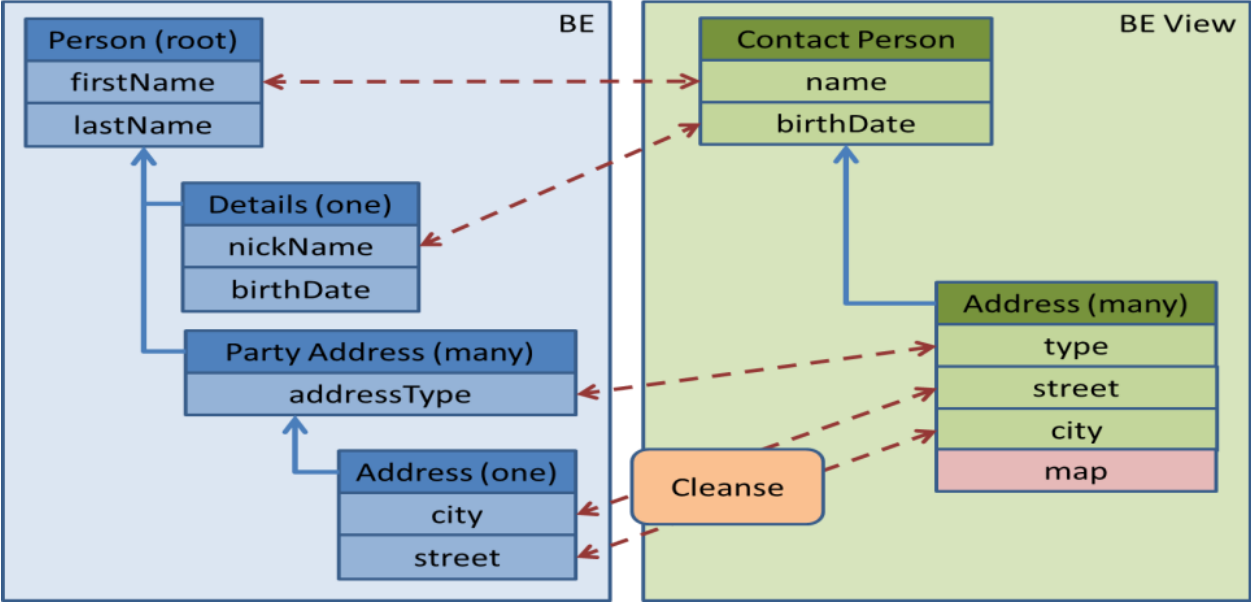 BE
Person (root)
firstName
lastName
Details (one)
nickName
birthDate
Party Address (many)
addressType
Address (one)
city
street
Cleanse
BE View
Contact Person
name
birthDate
Address (many)
type
street
city
map